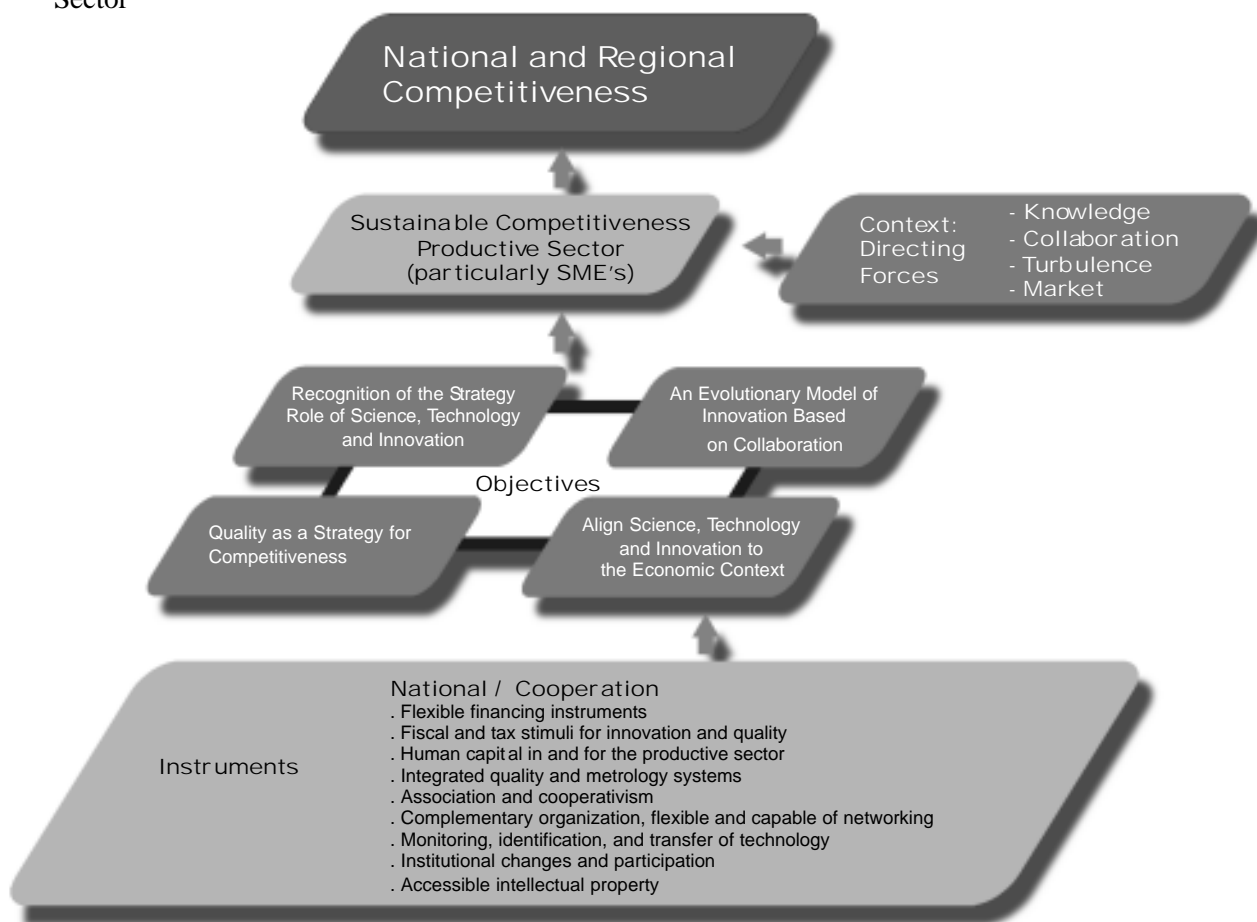 Sector
National and Regional
Competitiveness
Sustainable Competitiveness
Productive Sector
(particularly SME's)
Context:
Directing
Forces
- Knowledge
- Collaboration
- Turbulence
- Market
Recognition of the Strategy
Role of Science, Technology
and Innovation
An Evolutionary Model of
Innovation Based
on Collaboration
Objectives
Quality as a Strategy for
Competitiveness
Align Science, Technology
and Innovation to
the Economic Context
Instruments
National / Cooperation
. Flexible financing instruments
. Fiscal and tax stimuli for innovation and quality
. Human capital in and for the productive sector
. Integrated quality and metrology systems
. Association and cooperativism
. Complementary organization, flexible and capable of networking
. Monitoring, identification, and transfer of technology
. Institutional changes and participation
. Accessible intellectual property